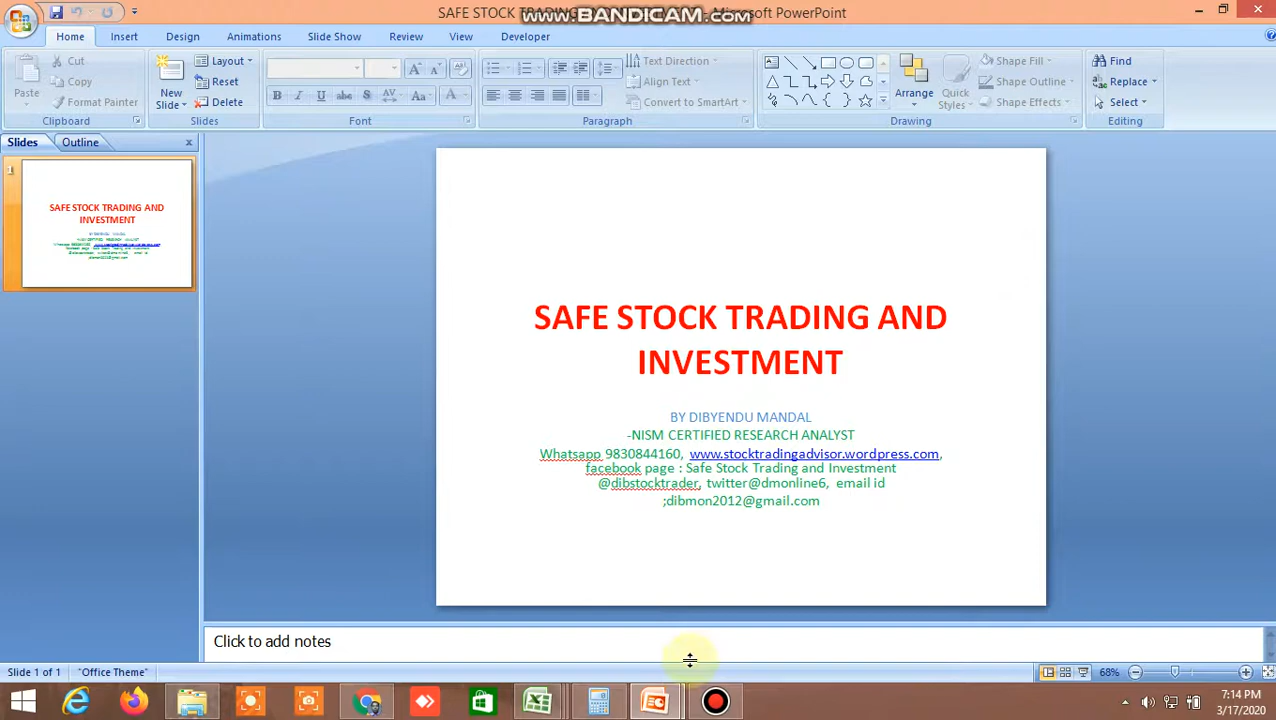 SAFE STOCK TRADING
www.BANDICAM.com
Microsoft PowerPoint
Home
Insert
Design
Animations
Slide Show
Review
View
Developer
Paste
Cut
Copy
Format Painter
Clipboard
New
Slide
Layout
Reset
Delete
Slides
Font
Text Direction
Align Text
Convert to SmartArt
Paragraph
Arrange
Quick
Styles
Shape Fill
Shape Outline
Shape Effects
Drawing
Find
Replace
Select
Editing
Slides
Outline
1
SAFE STOCK TRADING AND
INVESTMENT
SAFE STOCK TRADING AND
INVESTMENT
BY DIBYENDU MANDAL
-NISM CERTIFIED RESEARCH ANALYST
Whatsapp 9830844160, www.stocktradingadvisor.wordpress.com,
facebook page : Safe Stock Trading and Investment
@dibstocktrader, twitter@dmonline6, email id
;dibmon2012@gmail.com
Click to add notes
Slide 1 of 1
"Office Theme"
68%
7:14 PM
3/17/2020